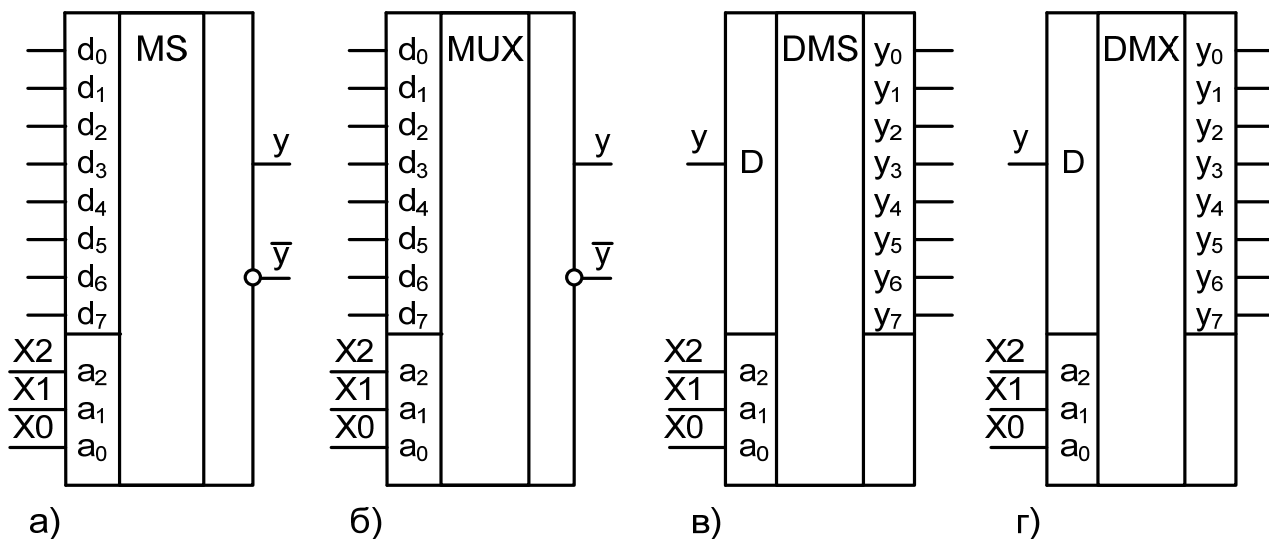 d₀ MS d₀ MUX DMS y₀ DMX y₀
d₁ d₁ y₁ y₁
d₂ d₂ y₂ y₂
d₃ y d₃ y y D y₃ y D y₃
d₄ d₄ y₄ y₄
d₅ d₅ y₅ y₅
d₆ y̅ d₆ y̅ y₆ y₆
d₇ d₇ y₇ y₇
X2 a₂ X2 a₂ X2 a₂ X2 a₂
X1 a₁ X1 a₁ X1 a₁ X1 a₁
X0 a₀ X0 a₀ X0 a₀ X0 a₀
а) б) в) г)